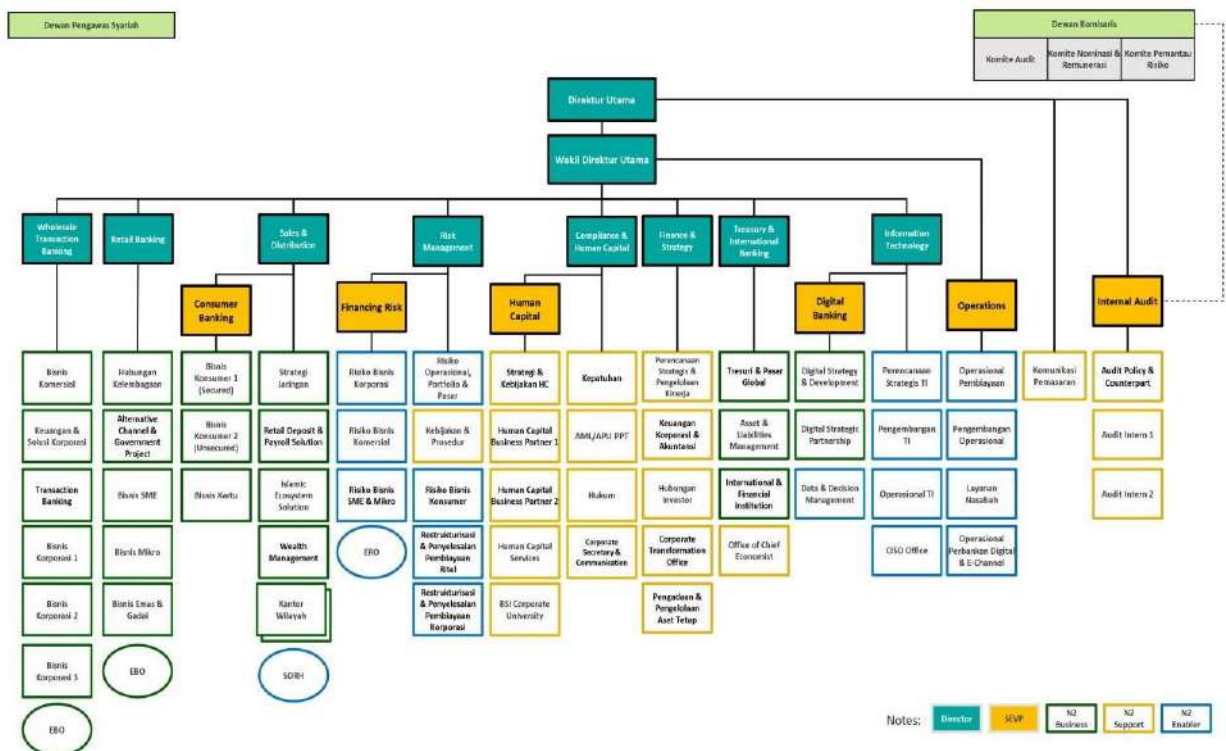 Dewan Pengawas Syariah
Dewan Komisaris
Komite Audit
Komite Nominasi &
Remunerasi
Komite Pemantau
Risiko
Direktur Utama
Wakil Direktur Utama
Wholesale
Transaction
Banking
Retail Banking
Sales &
Distribution
Risk
Management
Compliance &
Human Capital
Finance &
Strategy
Treasury &
International
Banking
Information
Technology
Consumer
Banking
Financing Risk
Human
Capital
Digital
Banking
Operations
Internal Audit
Bisnis
Komersial
Keuangan &
Solusi Korporasi
Transaction
Banking
Bisnis
Korporasi 1
Bisnis
Korporasi 2
Bisnis
Korporasi 3
EBO
Hubungan
Kelembagaan
Alternative
Channel &
Government
Project
Bisnis SME
Bisnis Mikro
Bisnis Emas &
Gadai
EBO
Bisnis
Konsumer 1
(Secured)
Bisnis
Konsumer 2
(Unsecured)
Bisnis Kartu
Strategi
Jaringan
Retail Deposit &
Payroll Solution
Islamic
Ecosystem
Solution
Wealth
Management
Kantor
Wilayah
SORH
Risiko Bisnis
Korporasi
Risiko Bisnis
Komersial
Risiko Bisnis
SME & Mikro
ERO
Risiko
Operasional,
Portfolio &
Pasar
Kebijakan &
Prosedur
Risiko Bisnis
Konsumer
Restrukturisasi
& Penyelesaian
Pembiayaan
Ritel
Restrukturisasi
& Penyelesaian
Pembiayaan
Korporasi
Strategi &
Kebijakan HC
Human Capital
Business Partner 1
Human Capital
Business Partner 2
Human Capital
Services
BSI Corporate
University
Kepatuhan
AML/APU PPT
Hukum
Corporate
Secretary &
Communication
Perencanaan
Strategis &
Pengelolaan
Kinerja
Keuangan
Korporasi &
Akuntansi
Hubungan
Investor
Corporate
Transformation
Office
Pengadaan &
Pengelolaan
Aset Tetap
Tresuri & Pasar
Global
Asset &
Liabilities
Management
International
& Financial
Institution
Office of Chief
Economist
Digital Strategy
& Development
Digital Strategic
Partnership
Data & Decision
Management
Perencanaan
Strategis TI
Pengembangan
TI
Operasional TI
CISO Office
Operasional
Pembiayaan
Pengembangan
Operasional
Layanan
Nasabah
Operasional
Perbankan Digital
& E-Channel
Komunikasi
Pemasaran
Audit Policy &
Counterpart
Audit Intern 1
Audit Intern 2
Notes:
Director
SEVP
N2
Business
N2
Support
N2
Enabler